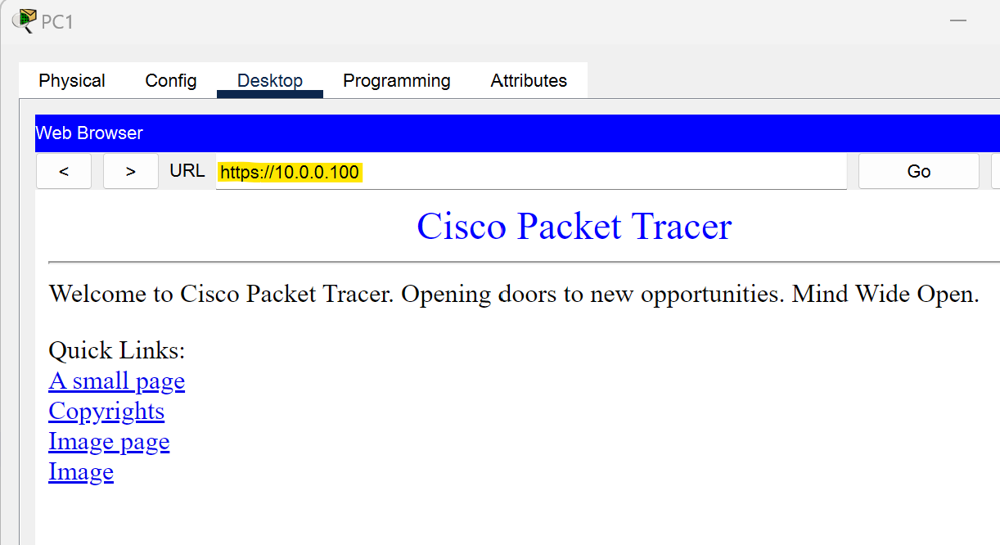 PC1
Physical Config Desktop Programming Attributes
Web Browser
< > URL https://10.0.0.100 Go
Cisco Packet Tracer
Welcome to Cisco Packet Tracer. Opening doors to new opportunities. Mind Wide Open.
Quick Links:
A small page
Copyrights
Image page
Image